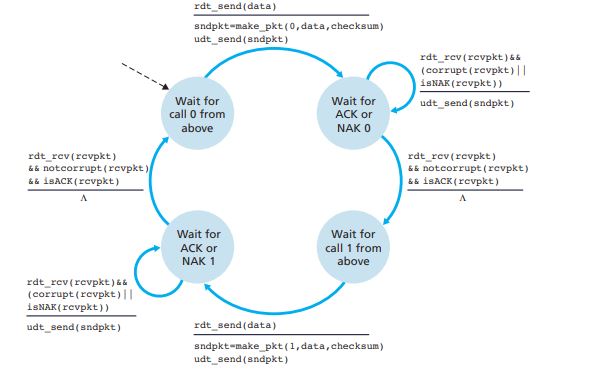 rdt_send(data)
sndpkt=make_pkt(0,data,checksum)
udt_send(sndpkt)
Wait for
call 0 from
above
Wait for
ACK or
NAK 0
rdt_rcv(rcvpkt)&&
(corrupt(rcvpkt)||
isNAK(rcvpkt))
udt_send(sndpkt)
rdt_rcv(rcvpkt)
&& notcorrupt(rcvpkt)
&& isACK(rcvpkt)
Λ
rdt_rcv(rcvpkt)
&& notcorrupt(rcvpkt)
&& isACK(rcvpkt)
Λ
Wait for
ACK or
NAK 1
Wait for
call 1 from
above
rdt_rcv(rcvpkt)&&
(corrupt(rcvpkt)||
isNAK(rcvpkt))
udt_send(sndpkt)
rdt_send(data)
sndpkt=make_pkt(1,data,checksum)
udt_send(sndpkt)